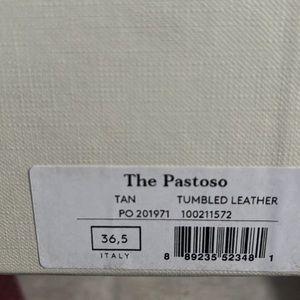 The Pastoso
TAN TUMBLED LEATHER
PO 201971 100211572
36,5
ITALY
8 89235 52348 1